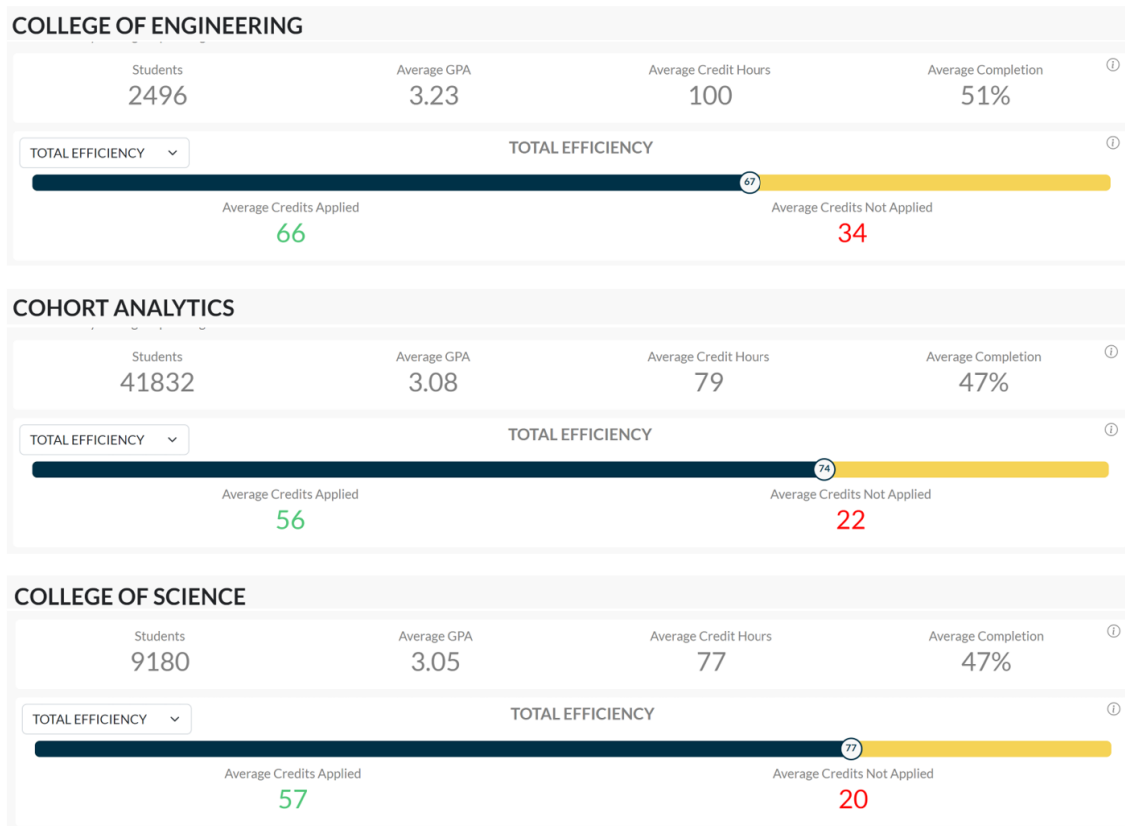 COLLEGE OF ENGINEERING
Students Average GPA Average Credit Hours Average Completion
2496 3.23 100 51%
TOTAL EFFICIENCY TOTAL EFFICIENCY
67
Average Credits Applied Average Credits Not Applied
66 34
COHORT ANALYTICS
Students Average GPA Average Credit Hours Average Completion
41832 3.08 79 47%
TOTAL EFFICIENCY TOTAL EFFICIENCY
74
Average Credits Applied Average Credits Not Applied
56 22
COLLEGE OF SCIENCE
Students Average GPA Average Credit Hours Average Completion
9180 3.05 77 47%
TOTAL EFFICIENCY TOTAL EFFICIENCY
77
Average Credits Applied Average Credits Not Applied
57 20